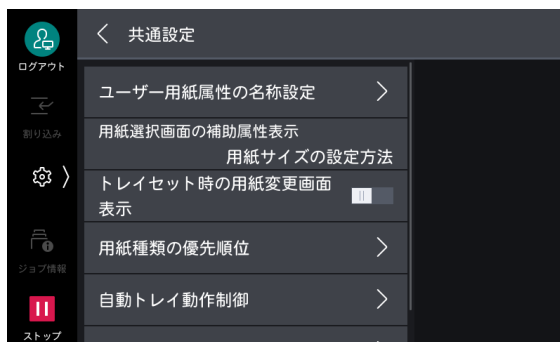 共通設定
ログアウト
割り込み
ジョブ情報
ストップ
ユーザー用紙属性の名称設定
用紙選択画面の補助属性表示
用紙サイズの設定方法
トレイセット時の用紙変更画面
表示
用紙種類の優先順位
自動トレイ動作制御